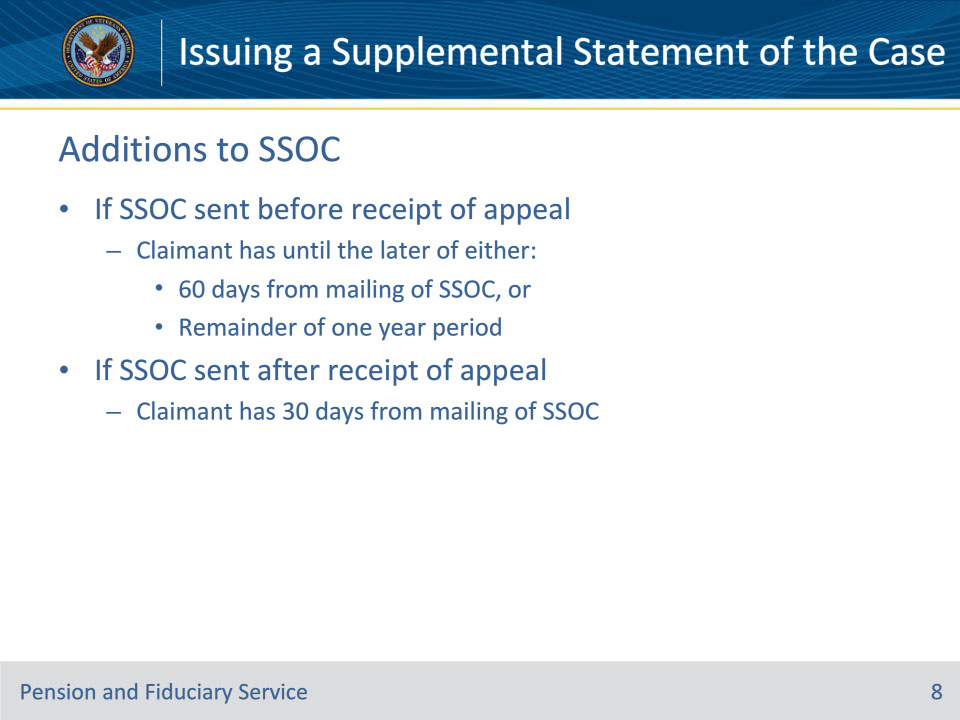 Issuing a Supplemental Statement of the Case
Additions to SSOC
• If SSOC sent before receipt of appeal
– Claimant has until the later of either:
• 60 days from mailing of SSOC, or
• Remainder of one year period
• If SSOC sent after receipt of appeal
– Claimant has 30 days from mailing of SSOC
Pension and Fiduciary Service
8